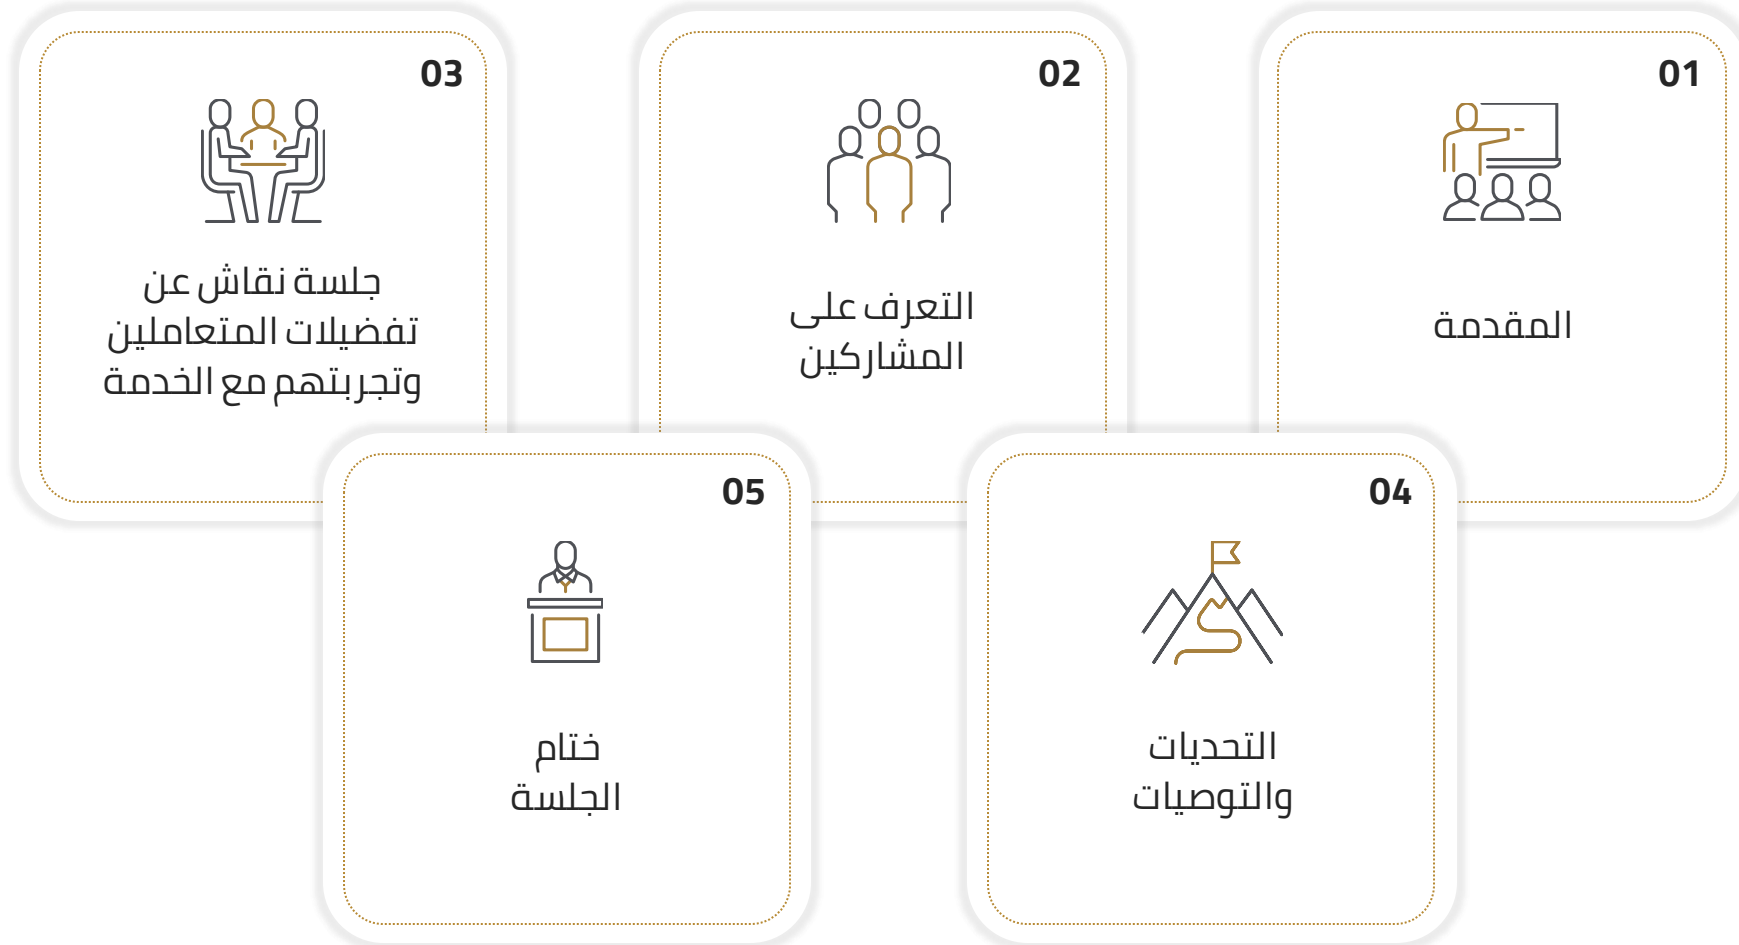 01
المقدمة
02
التعرف على
المشاركين
03
جلسة نقاش عن
تفضيلات المتعاملين
وتجربتهم مع الخدمة
04
التحديات
والتوصيات
05
ختام
الجلسة